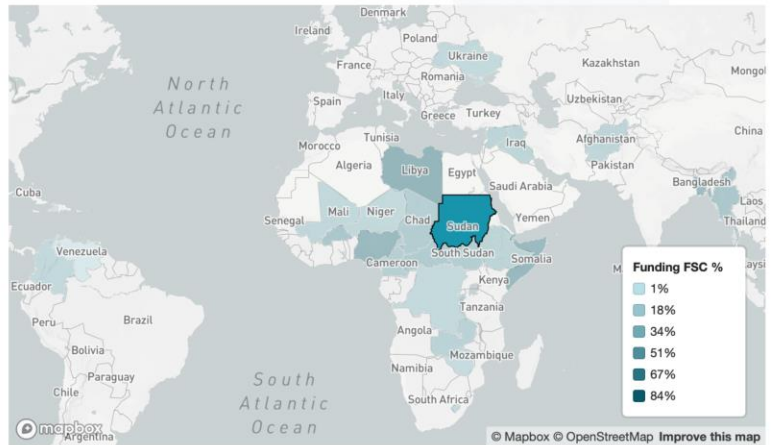 Denmark
Ireland
Poland
Ukraine
Kazakhstan
France
Romania
Mongol
North
Atlantic
Ocean
Italy
Uzbekistan
Spain
Greece
Turkey
China
Tunisia
Morocco
Iraq
Afghanistan
Algeria
Libya
Egypt
Pakistan
Cuba
Saudi Arabia
Bangladesh
Laos
Mali
Niger
Chad
Sudan
Yemen
Thailand
Senegal
Venezuela
South Sudan
Somalia
Cameroon
Ecuador
Kenya
Funding FSC %
1%
18%
34%
51%
67%
84%
M
aysi
Peru
Brazil
Tanzania
Angola
Bolivia
Mozambique
Namibia
Paraguay
South
Atlantic
Ocean
Chile
South Africa
mapbox
Argentina
© Mapbox © OpenStreetMap Improve this map